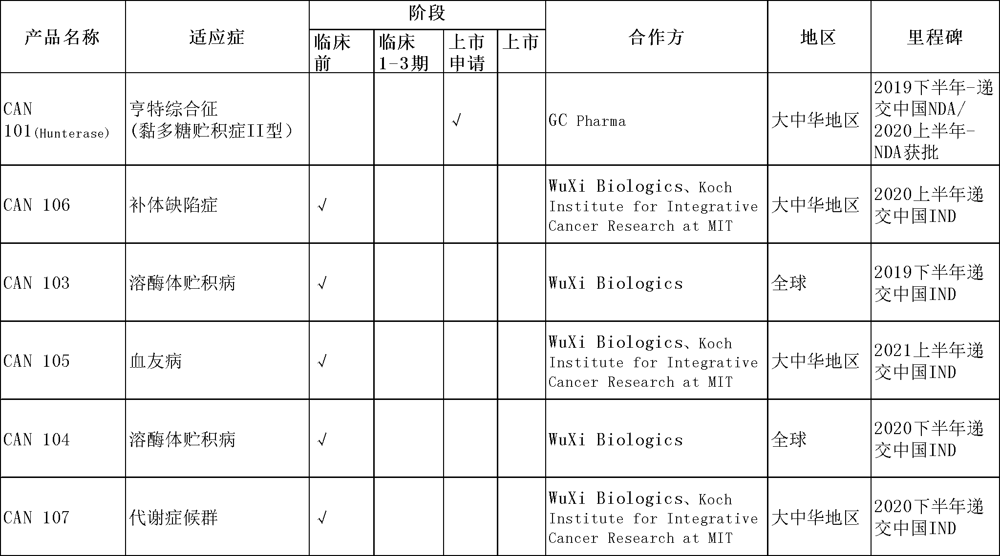 产品名称
适应症
阶段
临床
前
临床
1-3期
上市
申请
上市
合作方
地区
里程碑
CAN
101(Hunterase)
亨特综合征
(黏多糖贮积症II型)
√
GC Pharma
大中华地区
2019下半年-递
交中国NDA/
2020上半年-
NDA获批
CAN 106
补体缺陷症
√
WuXi Biologics、Koch
Institute for Integrative
Cancer Research at MIT
大中华地区
2020上半年递
交中国IND
CAN 103
溶酶体贮积病
√
WuXi Biologics
全球
2019下半年递
交中国IND
CAN 105
血友病
√
WuXi Biologics、Koch
Institute for Integrative
Cancer Research at MIT
大中华地区
2021上半年递
交中国IND
CAN 104
溶酶体贮积病
√
WuXi Biologics
全球
2020下半年递
交中国IND
CAN 107
代谢症候群
√
WuXi Biologics、Koch
Institute for Integrative
Cancer Research at MIT
大中华地区
2020下半年递
交中国IND